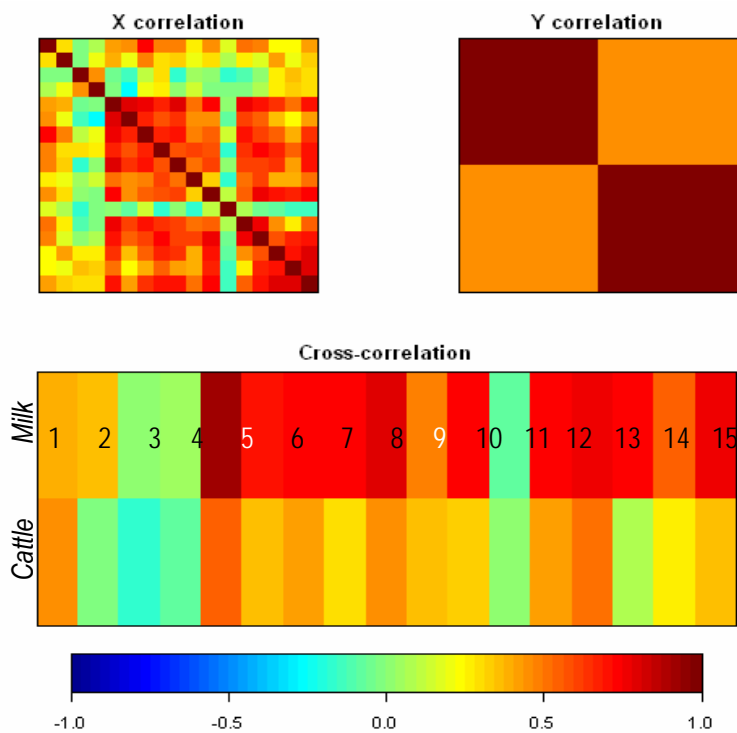 X correlation
Y correlation
Cross-correlation
Milk
1 2 3 4 5 6 7 8 9 10 11 12 13 14 15
Cattle
-1.0 -0.5 0.0 0.5 1.0